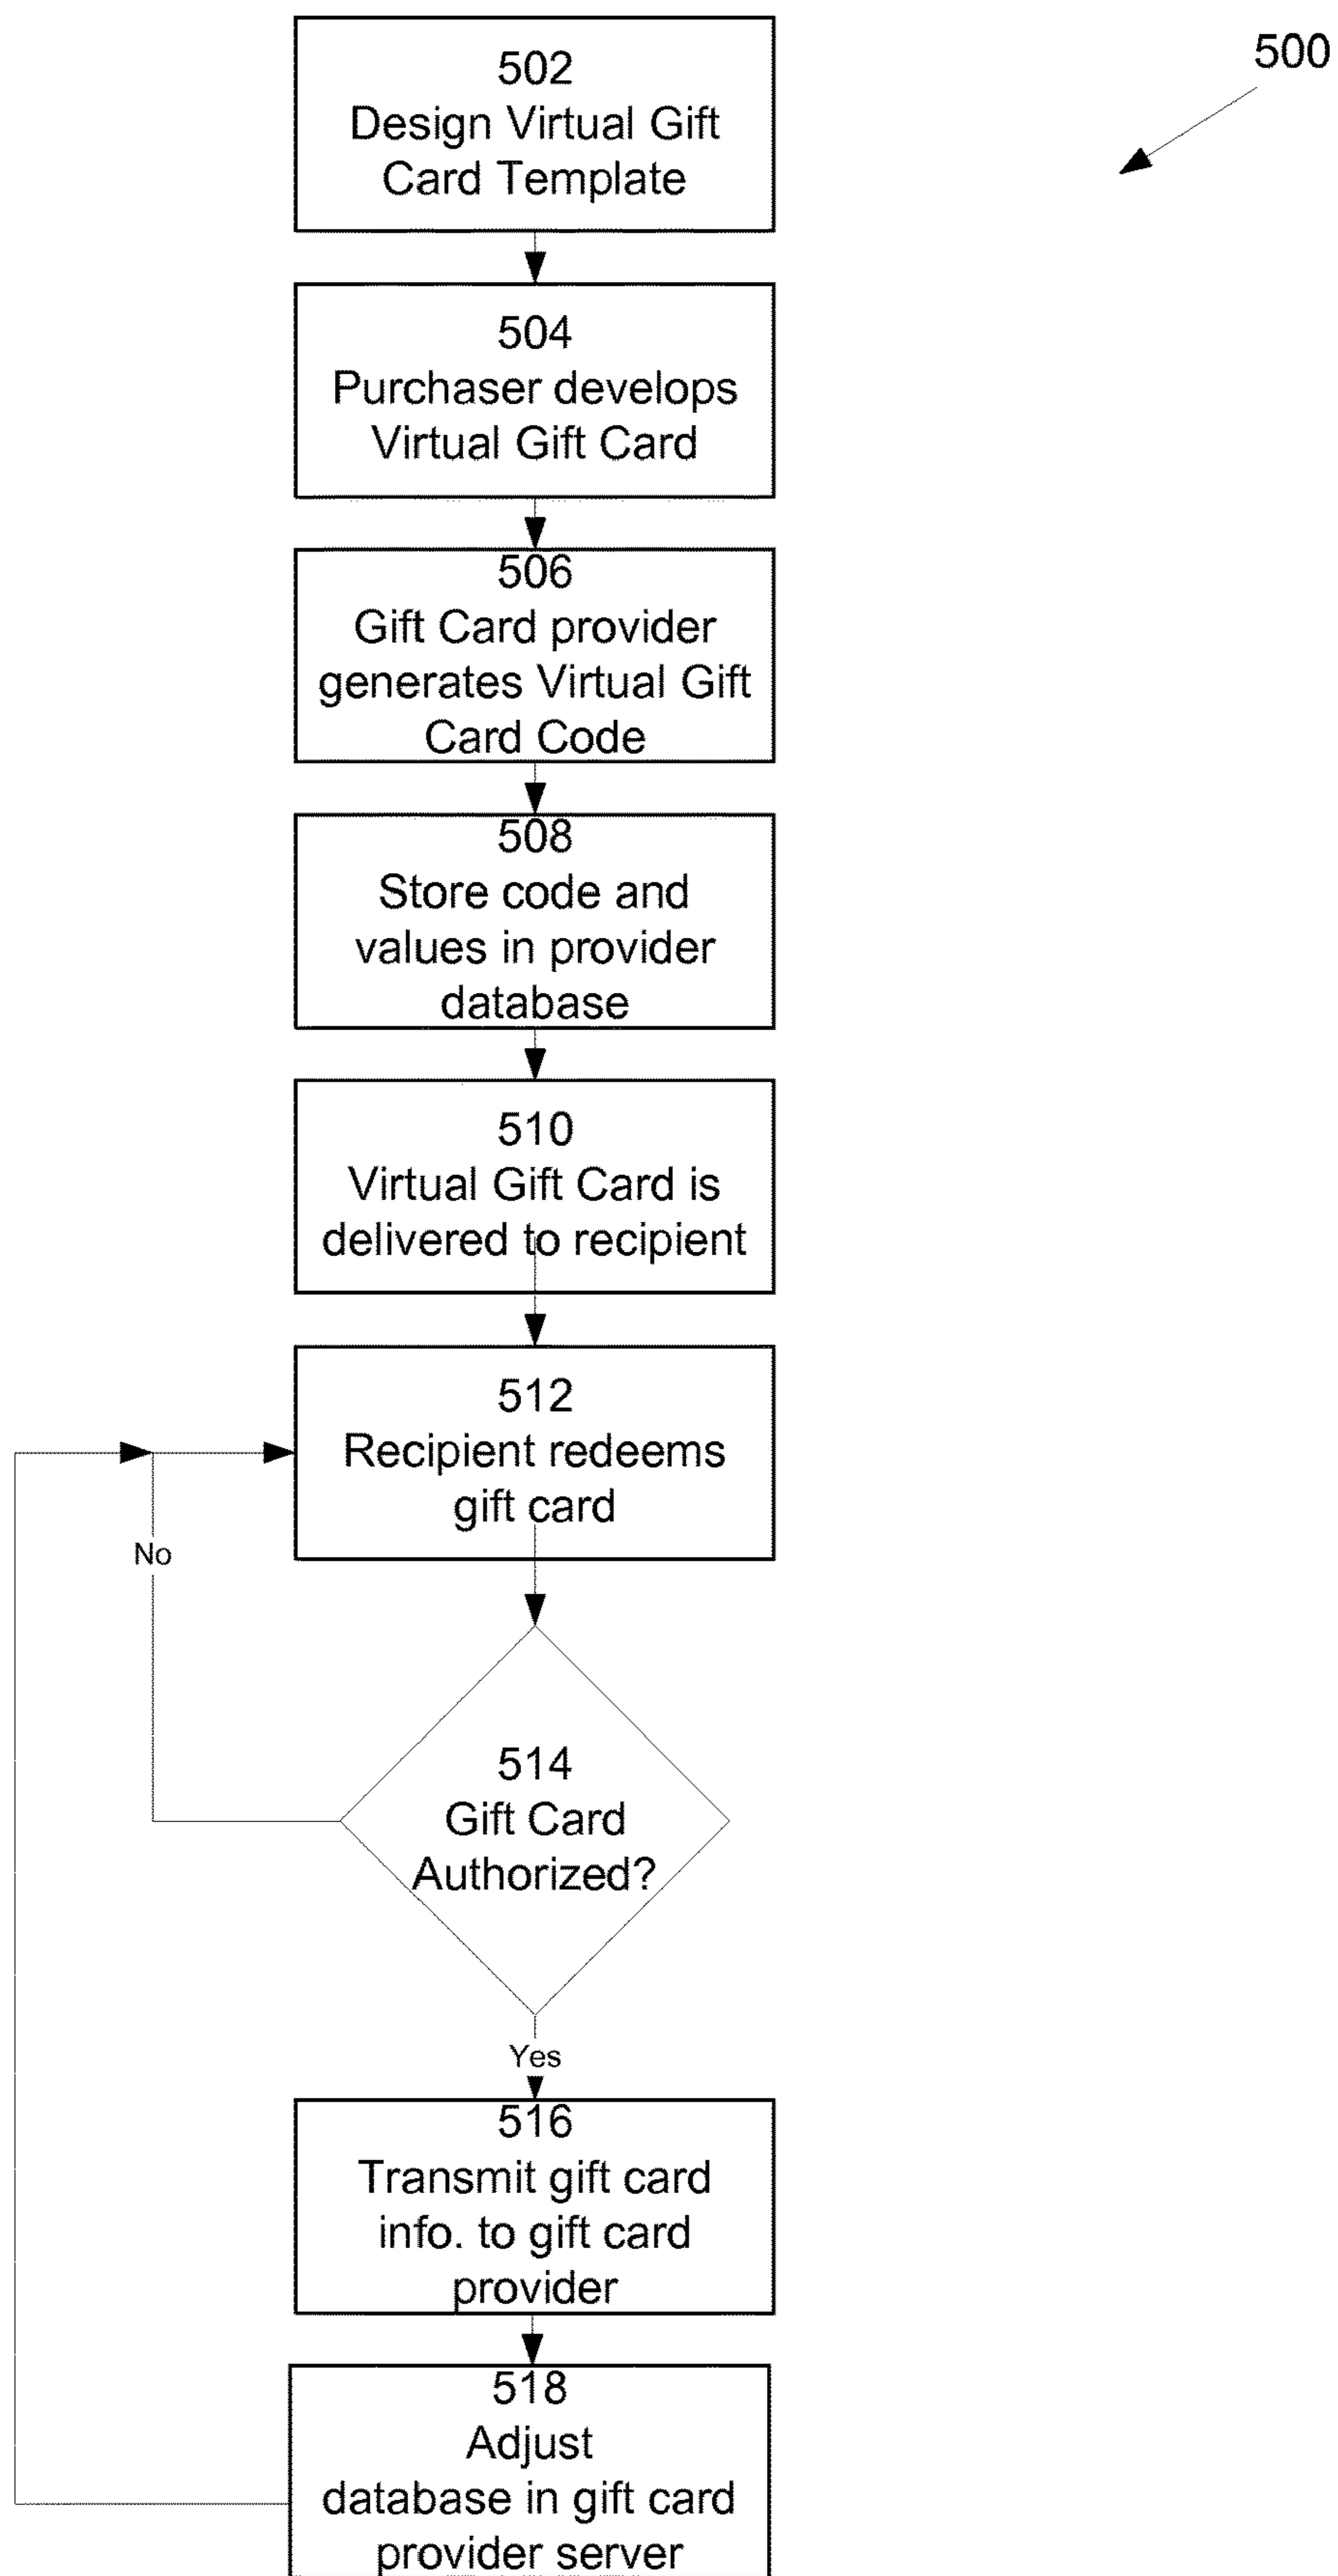 500
502
Design Virtual Gift
Card Template
504
Purchaser develops
Virtual Gift Card
506
Gift Card provider
generates Virtual Gift
Card Code
508
Store code and
values in provider
database
510
Virtual Gift Card is
delivered to recipient
512
Recipient redeems
gift card
No
514
Gift Card
Authorized?
Yes
516
Transmit gift card
info. to gift card
provider
518
Adjust
database in gift card
provider server